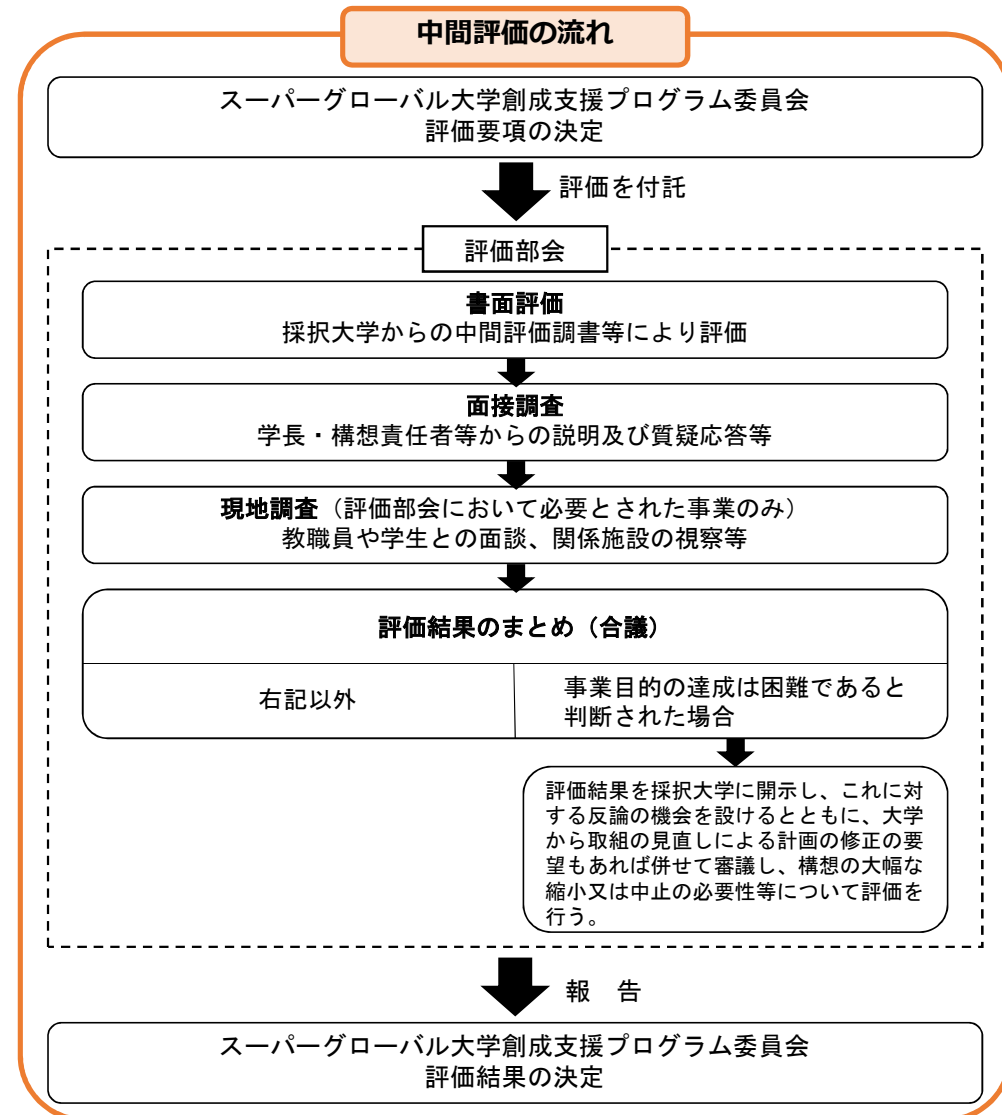 中間評価の流れ
スーパーグローバル大学創成支援プログラム委員会
評価要項の決定
評価を付託
評価部会
書面評価
採択大学からの中間評価調書等により評価
面接調査
学長・構想責任者等からの説明及び質疑応答等
現地調査（評価部会において必要とされた事業のみ）
教職員や学生との面談、関係施設の視察等
評価結果のまとめ（合議）
右記以外
事業目的の達成は困難であると
判断された場合
評価結果を採択大学に開示し、これに対
する反論の機会を設けるとともに、大学
から取組の見直しによる計画の修正の要
望もあれば併せて審議し、構想の大幅な
縮小又は中止の必要性等について評価を
行う。
報　告
スーパーグローバル大学創成支援プログラム委員会
評価結果の決定